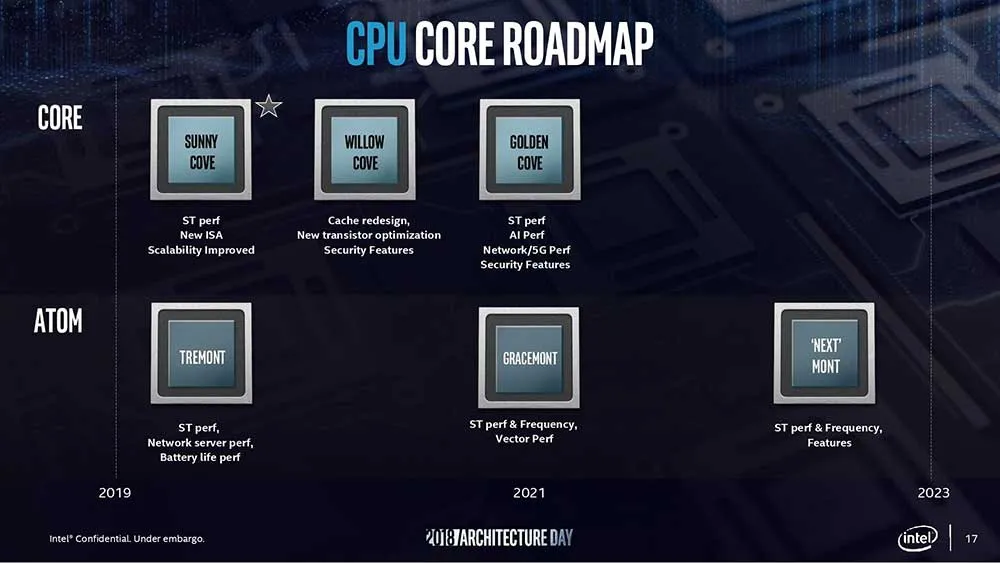 CPU CORE ROADMAP
CORE
SUNNY
COVE
ST perf
New ISA
Scalability Improved
WILLOW
COVE
Cache redesign,
New transistor optimization
Security Features
GOLDEN
COVE
ST perf
AI Perf
Network/5G Perf
Security Features
ATOM
TREMONT
ST perf,
Network server perf,
Battery life perf
GRACEMONT
ST perf & Frequency,
Vector Perf
'NEXT'
MONT
ST perf & Frequency,
Features
2019
2021
2023
Intel® Confidential. Under embargo.
2018 ARCHITECTURE DAY
intel
17